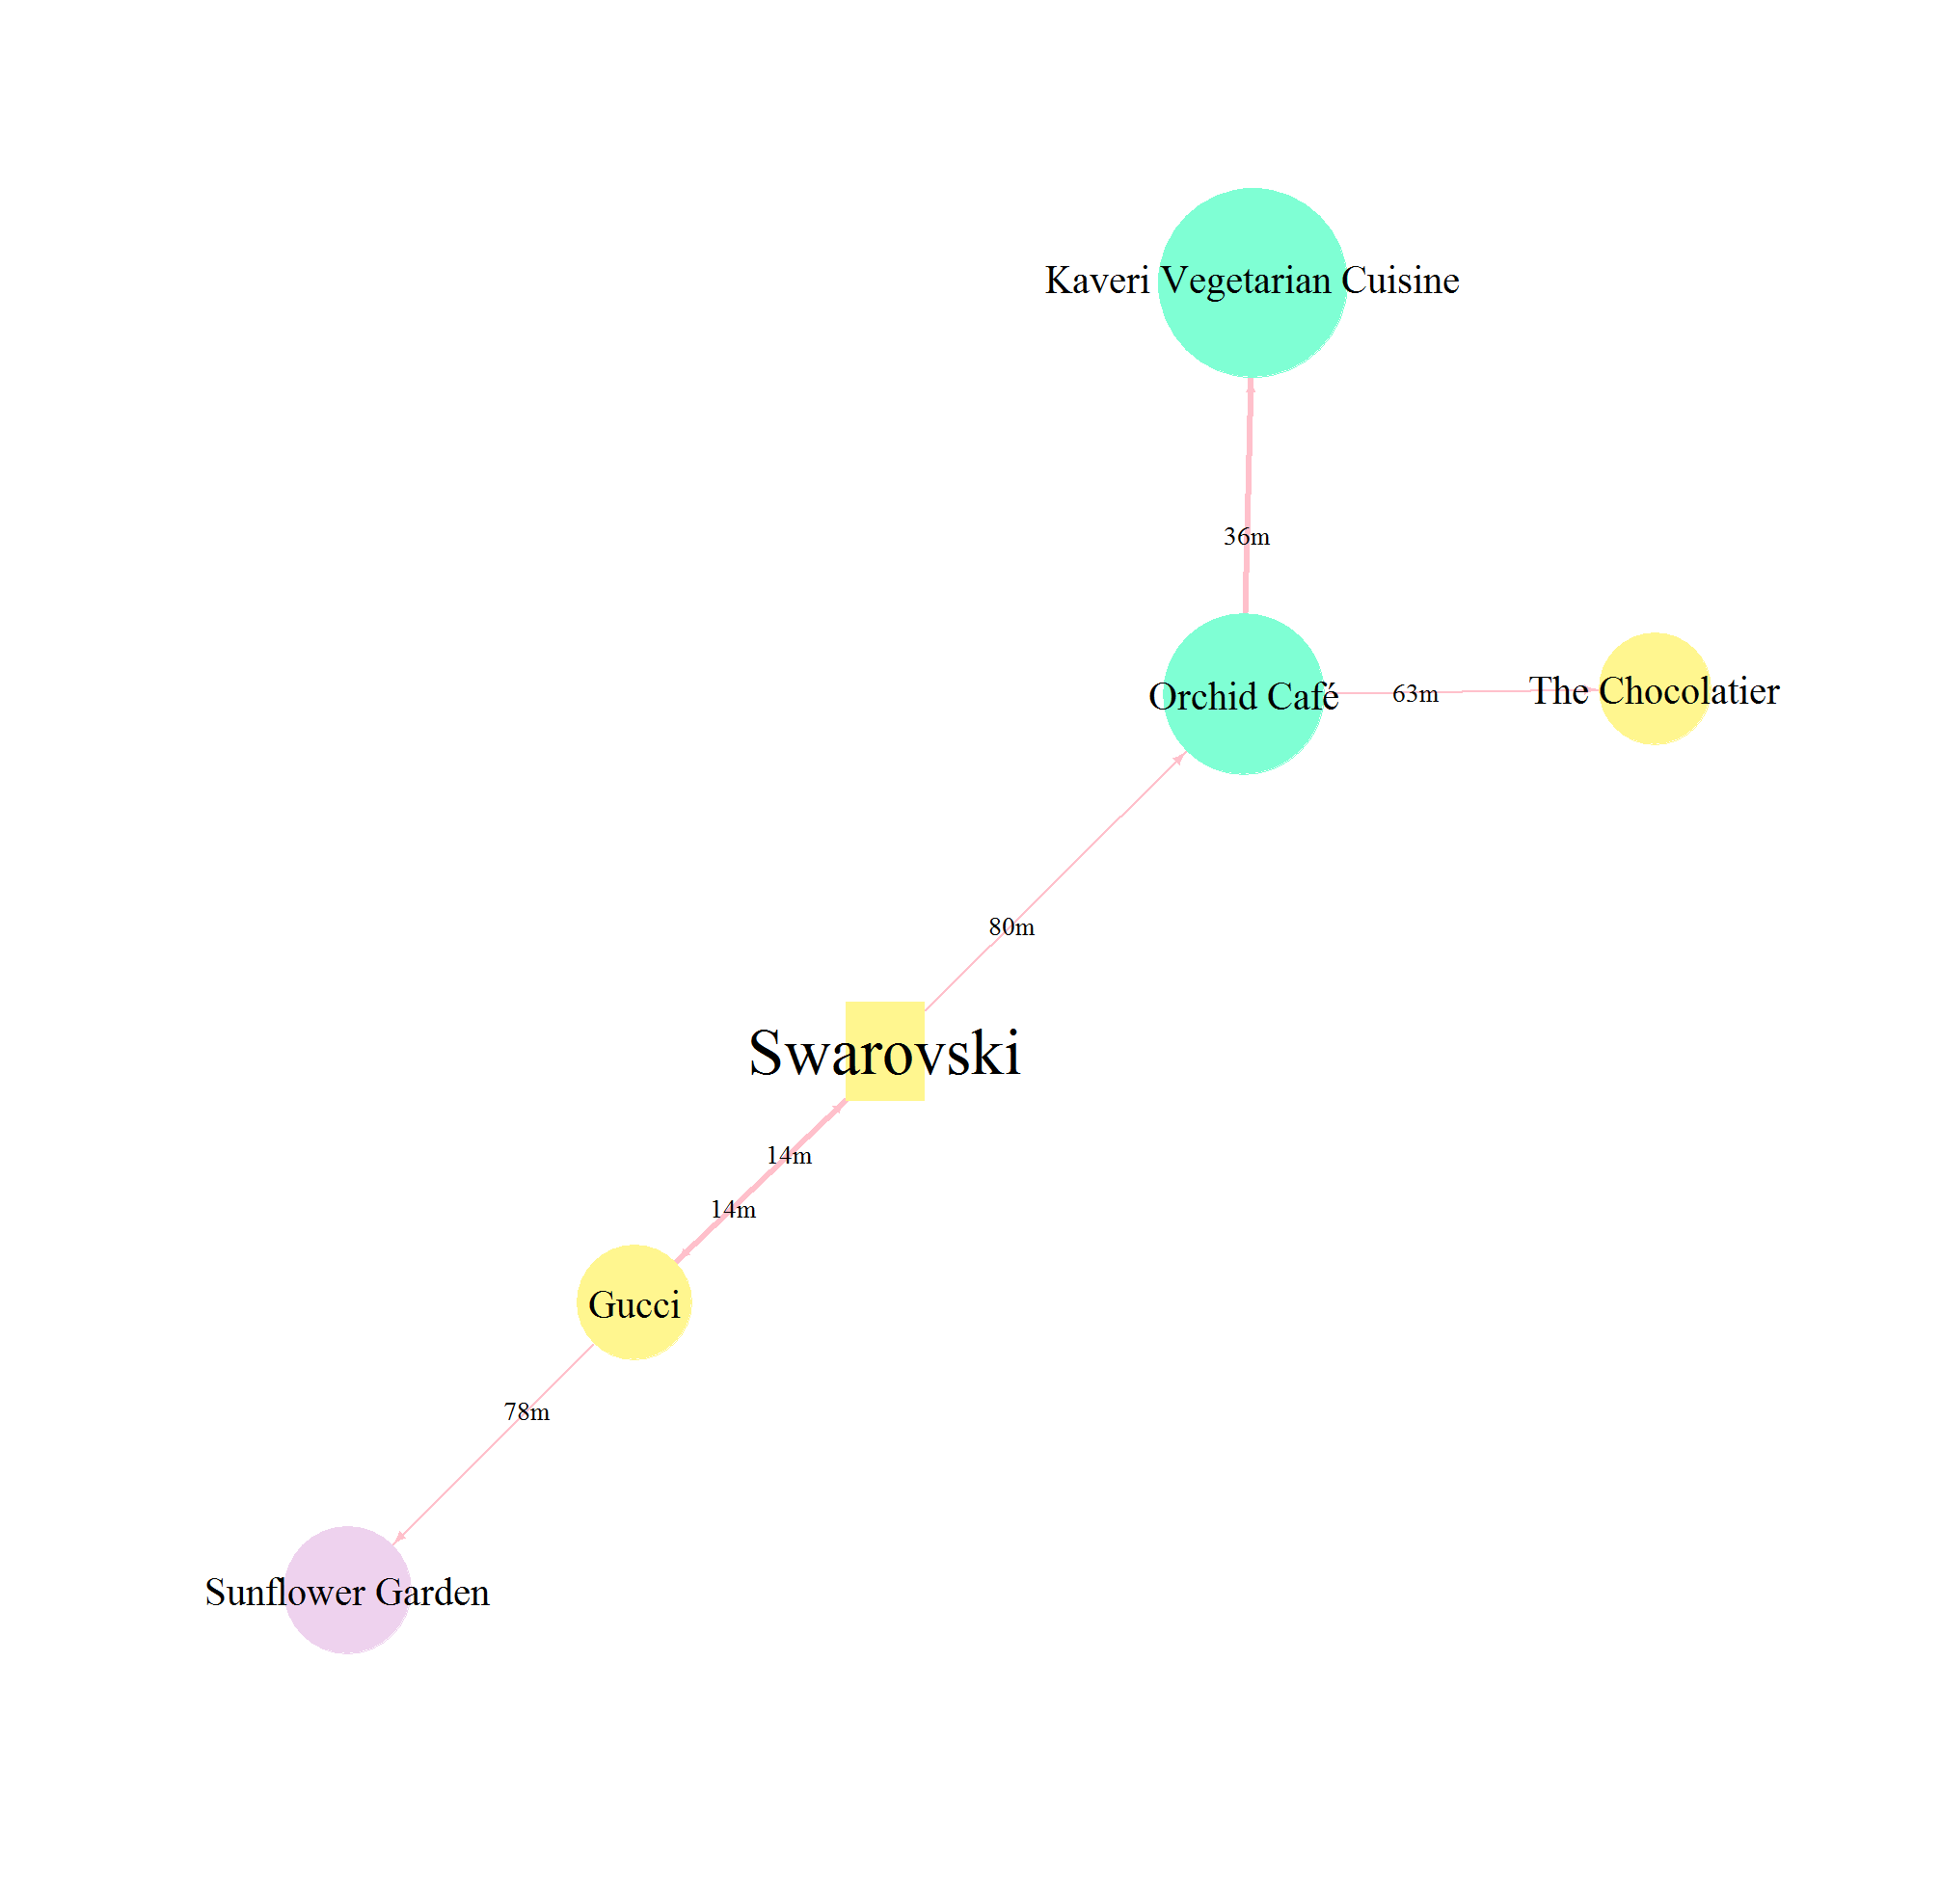 Kaveri Vegetarian Cuisine
36m
Orchid Café
63m
The Chocolatier
80m
Swarovski
14m
14m
Gucci
78m
Sunflower Garden